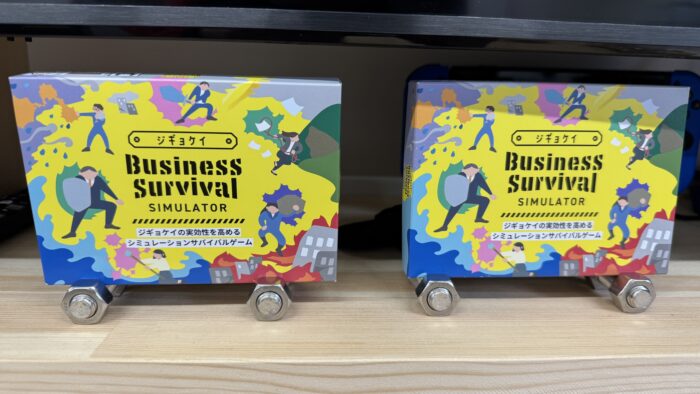 ジギョケイ
Business
Survival
SIMULATOR
ジギョケイの実効性を高める
シミュレーションサバイバルゲーム
ジギョケイ
Business
Survival
SIMULATOR
ジギョケイの実効性を高める
シミュレーションサバイバルゲーム